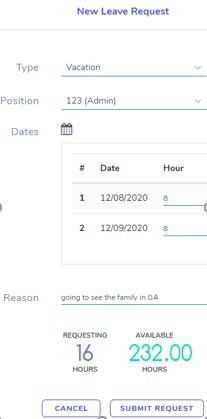 New Leave Request
Type Vacation
Position 123 (Admin)
Dates
# Date Hour
1 12/08/2020 8
2 12/09/2020 8
Reason going to see the family in GA
REQUESTING AVAILABLE
16 232.00
HOURS HOURS
CANCEL SUBMIT REQUEST